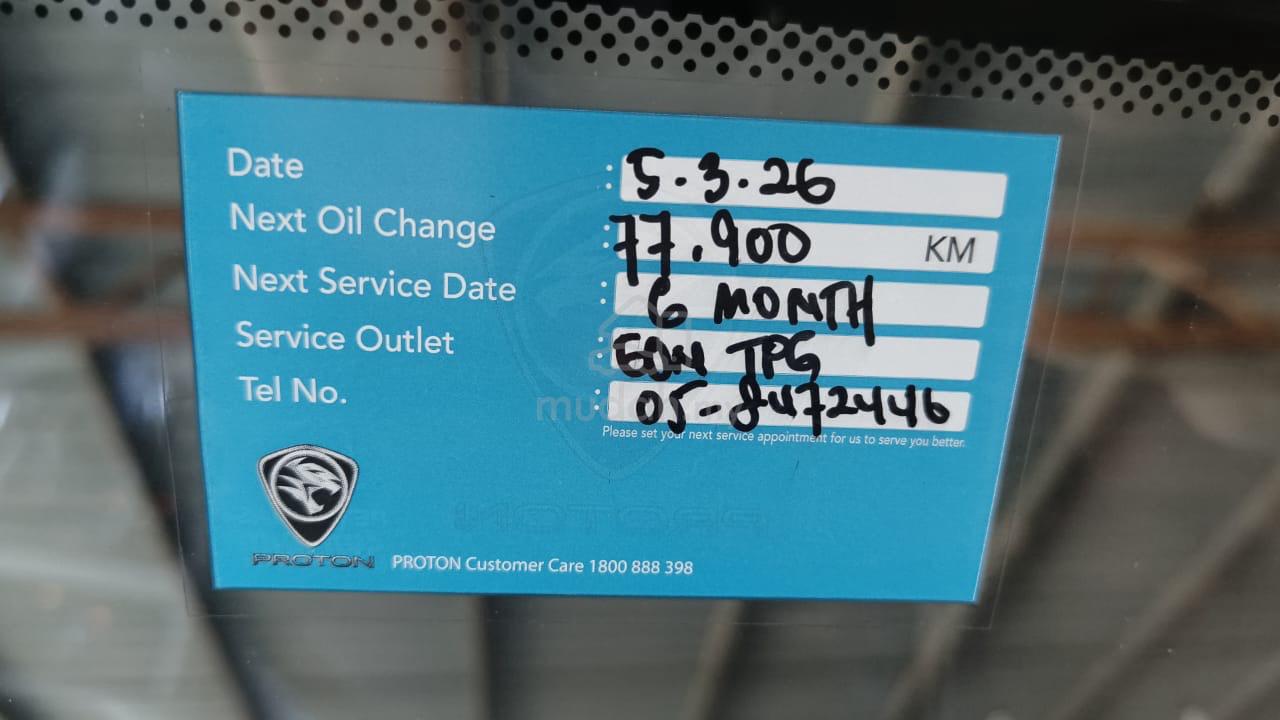 Date : 5.3.26
Next Oil Change : 77.900 KM
Next Service Date : 6 MONTH
Service Outlet : EON TPG
Tel No. : 05-8472446
Please set your next service appointment for us to serve you better.
PROTON PROTON Customer Care 1800 888 398